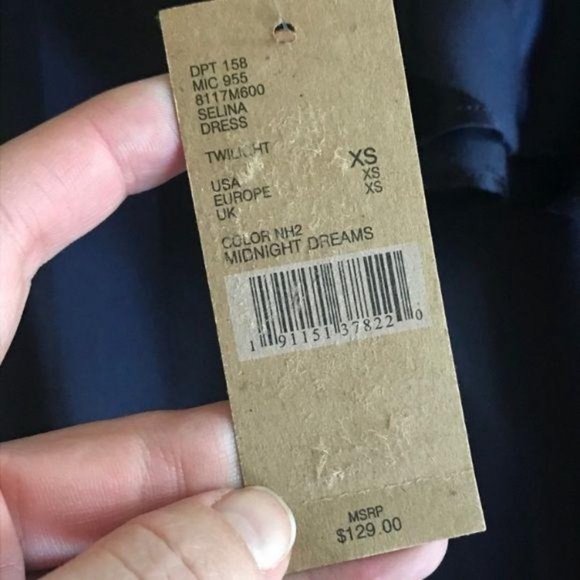 DPT 158
MIC 955
8117M600
SELINA
DRESS
TWILIGHT XS
USA XS
EUROPE XS
UK
COLOR NH2
MIDNIGHT DREAMS
1 91151 37822 0
MSRP
$129.00